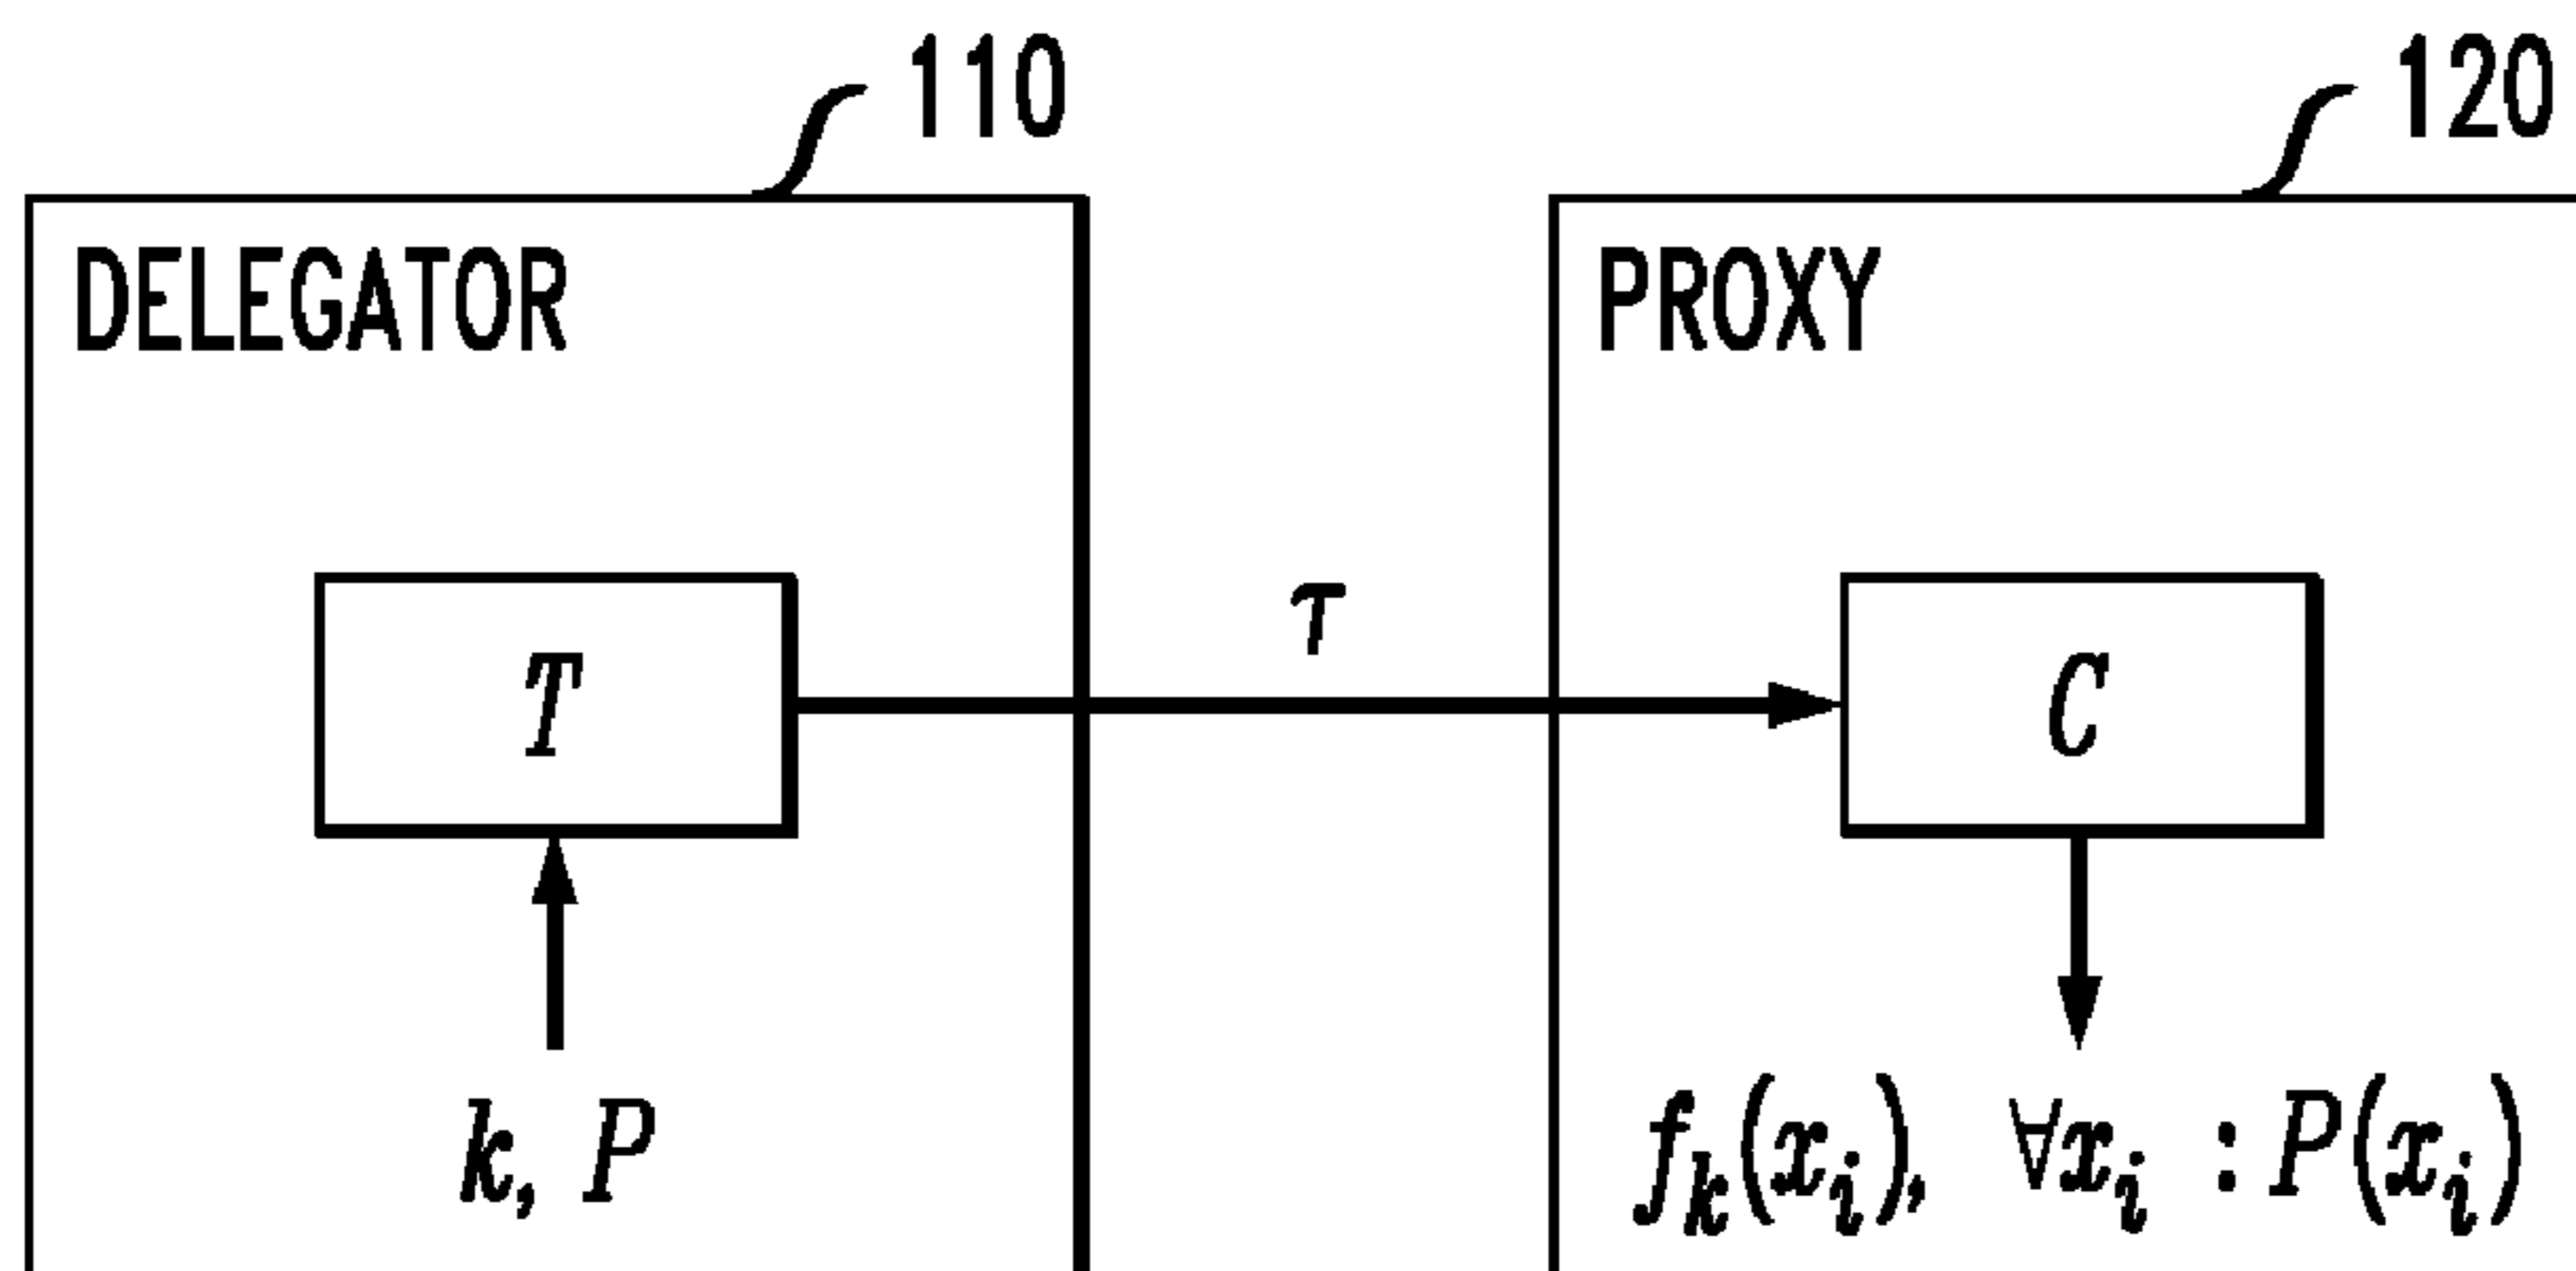 110
120
DELEGATOR
PROXY
τ
T
C
k, P
f_k(x_i), ∀x_i : P(x_i)